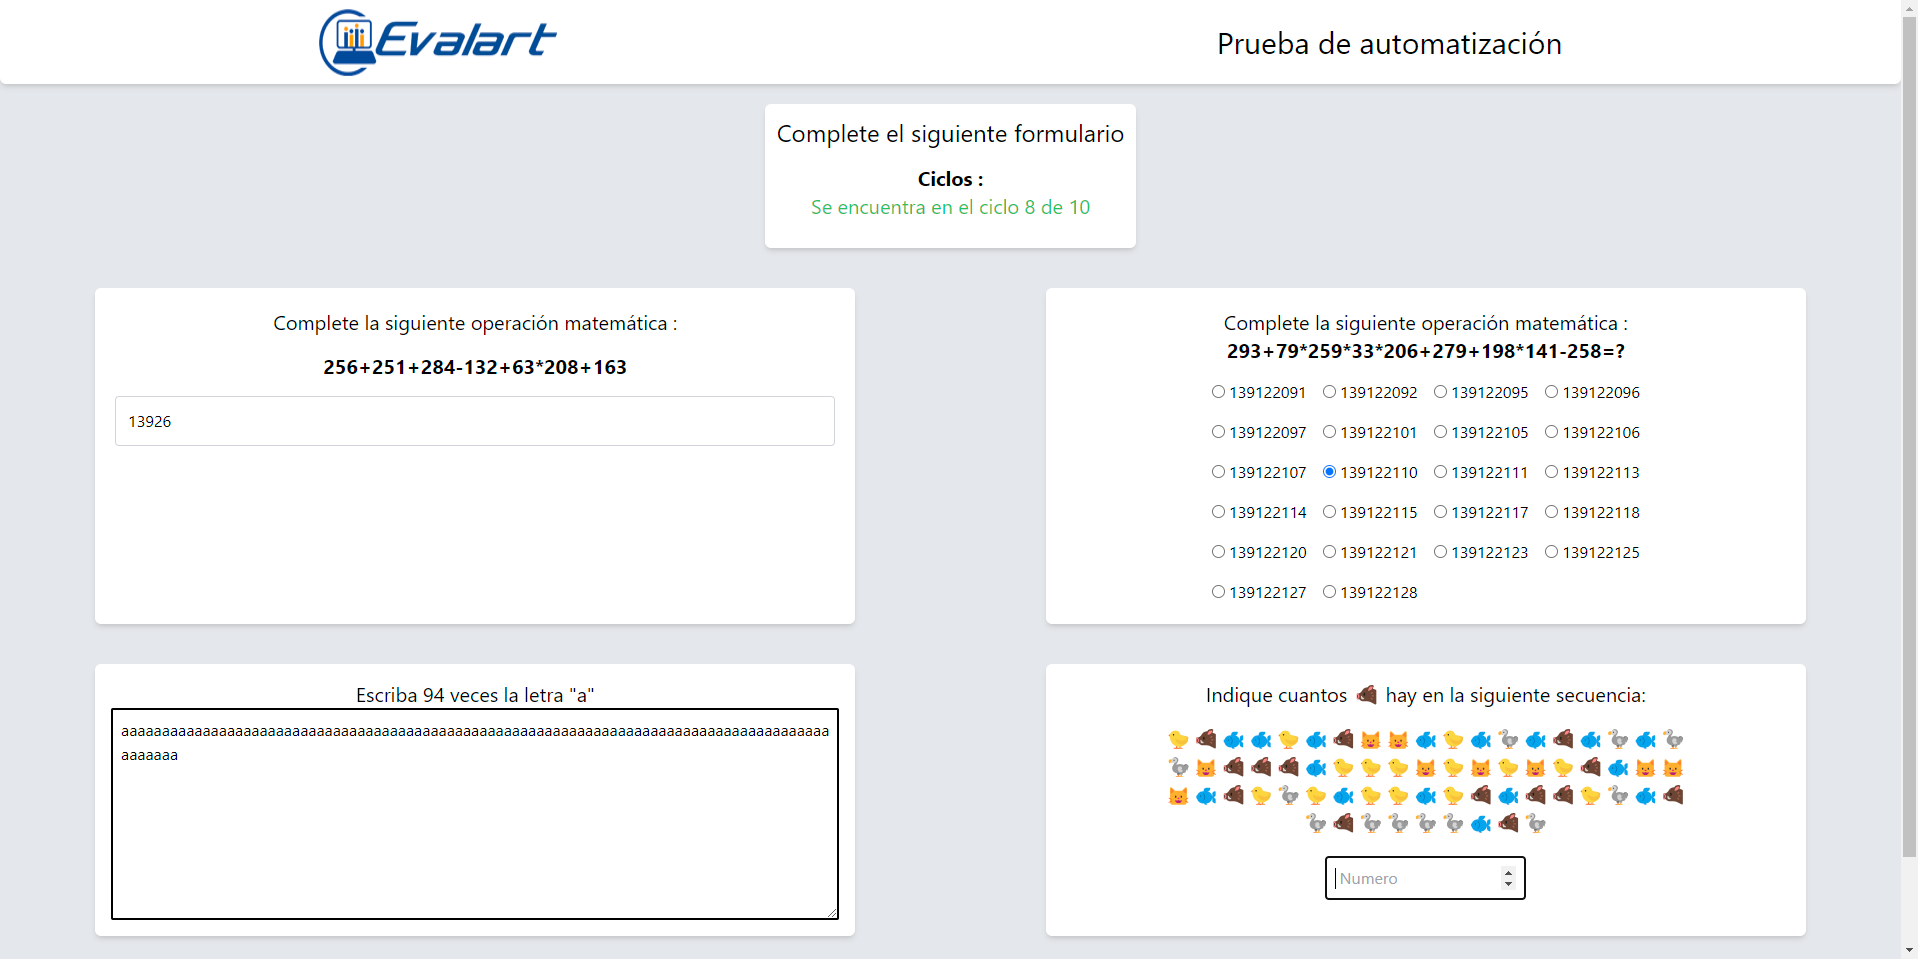 Evalart
Prueba de automatización
Complete el siguiente formulario
Ciclos :
Se encuentra en el ciclo 8 de 10
Complete la siguiente operación matemática :
256+251+284-132+63*208+163
13926
Complete la siguiente operación matemática :
293+79*259*33*206+279+198*141-258=?
139122091 139122092 139122095 139122096
139122097 139122101 139122105 139122106
139122107 139122110 139122111 139122113
139122114 139122115 139122117 139122118
139122120 139122121 139122123 139122125
139122127 139122128
Escriba 94 veces la letra "a"
aaaaaaaaaaaaaaaaaaaaaaaaaaaaaaaaaaaaaaaaaaaaaaaaaaaaaaaaaaaaaaaaaaaaaaaaaaaaaaaaaaaaaaa
aaaaaaa
Indique cuantos 🐗 hay en la siguiente secuencia:
Numero